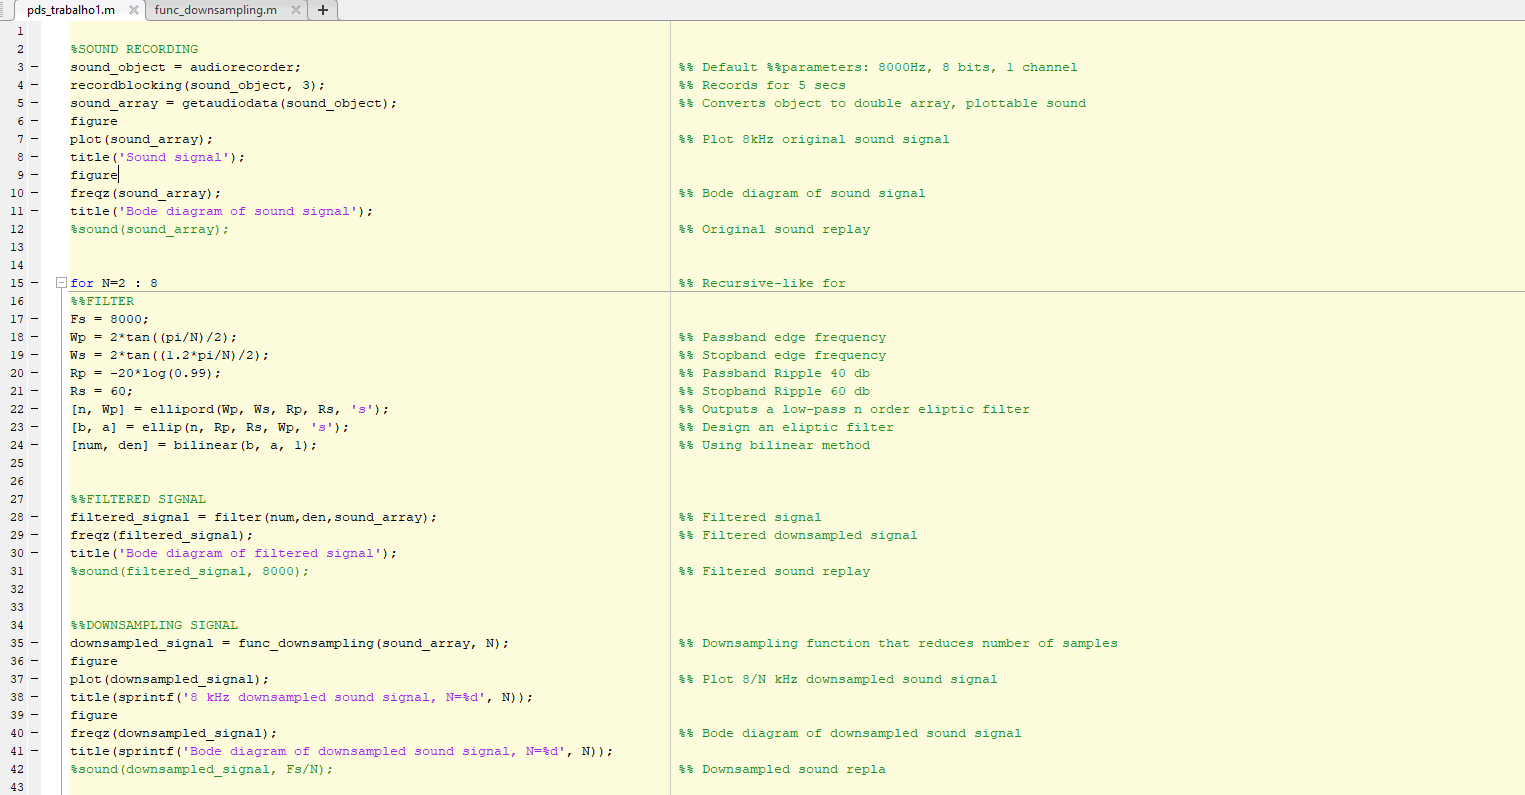 pds_trabalho1.m × func_downsampling.m × +
1
2 %SOUND RECORDING
3 – sound_object = audiorecorder; %% Default %%parameters: 8000Hz, 8 bits, 1 channel
4 – recordblocking(sound_object, 3); %% Records for 5 secs
5 – sound_array = getaudiodata(sound_object); %% Converts object to double array, plottable sound
6 – figure
7 – plot(sound_array); %% Plot 8kHz original sound signal
8 – title('Sound signal');
9 – figure
10 – freqz(sound_array); %% Bode diagram of sound signal
11 – title('Bode diagram of sound signal');
12 %sound(sound_array); %% Original sound replay
13
14
15 – for N=2 : 8 %% Recursive-like for
16 %%FILTER
17 – Fs = 8000;
18 – Wp = 2*tan((pi/N)/2); %% Passband edge frequency
19 – Ws = 2*tan((1.2*pi/N)/2); %% Stopband edge frequency
20 – Rp = -20*log(0.99); %% Passband Ripple 40 db
21 – Rs = 60; %% Stopband Ripple 60 db
22 – [n, Wp] = ellipord(Wp, Ws, Rp, Rs, 's'); %% Outputs a low-pass n order eliptic filter
23 – [b, a] = ellip(n, Rp, Rs, Wp, 's'); %% Design an eliptic filter
24 – [num, den] = bilinear(b, a, 1); %% Using bilinear method
25
26
27 %%FILTERED SIGNAL
28 – filtered_signal = filter(num,den,sound_array); %% Filtered signal
29 – freqz(filtered_signal); %% Filtered downsampled signal
30 – title('Bode diagram of filtered signal');
31 %sound(filtered_signal, 8000); %% Filtered sound replay
32
33
34 %%DOWNSAMPLING SIGNAL
35 – downsampled_signal = func_downsampling(sound_array, N); %% Downsampling function that reduces number of samples
36 – figure
37 – plot(downsampled_signal); %% Plot 8/N kHz downsampled sound signal
38 – title(sprintf('8 kHz downsampled sound signal, N=%d', N));
39 – figure
40 – freqz(downsampled_signal); %% Bode diagram of downsampled sound signal
41 – title(sprintf('Bode diagram of downsampled sound signal, N=%d', N));
42 %sound(downsampled_signal, Fs/N); %% Downsampled sound repla
43